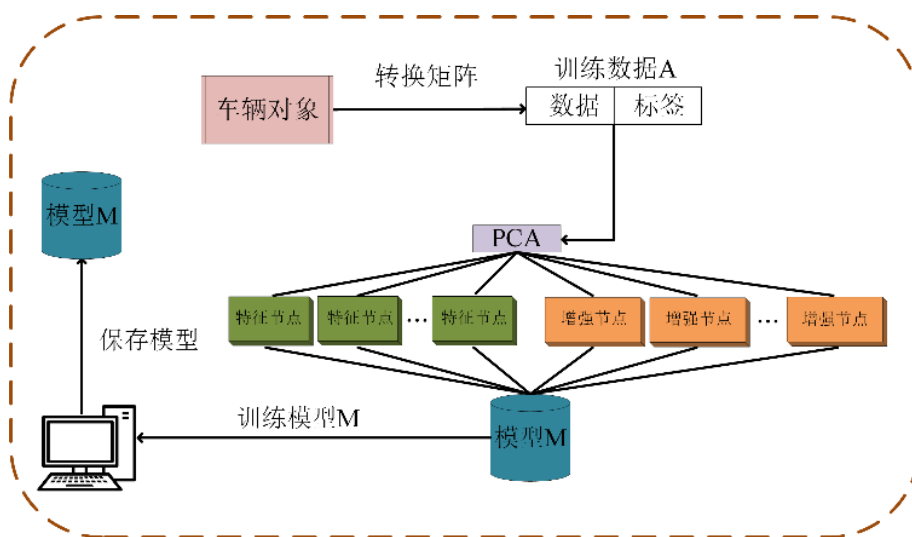 训练数据A
转换矩阵
车辆对象
数据
标签
模型M
PCA
特征节点
特征节点
...
特征节点
增强节点
增强节点
...
增强节点
保存模型
训练模型M
模型M